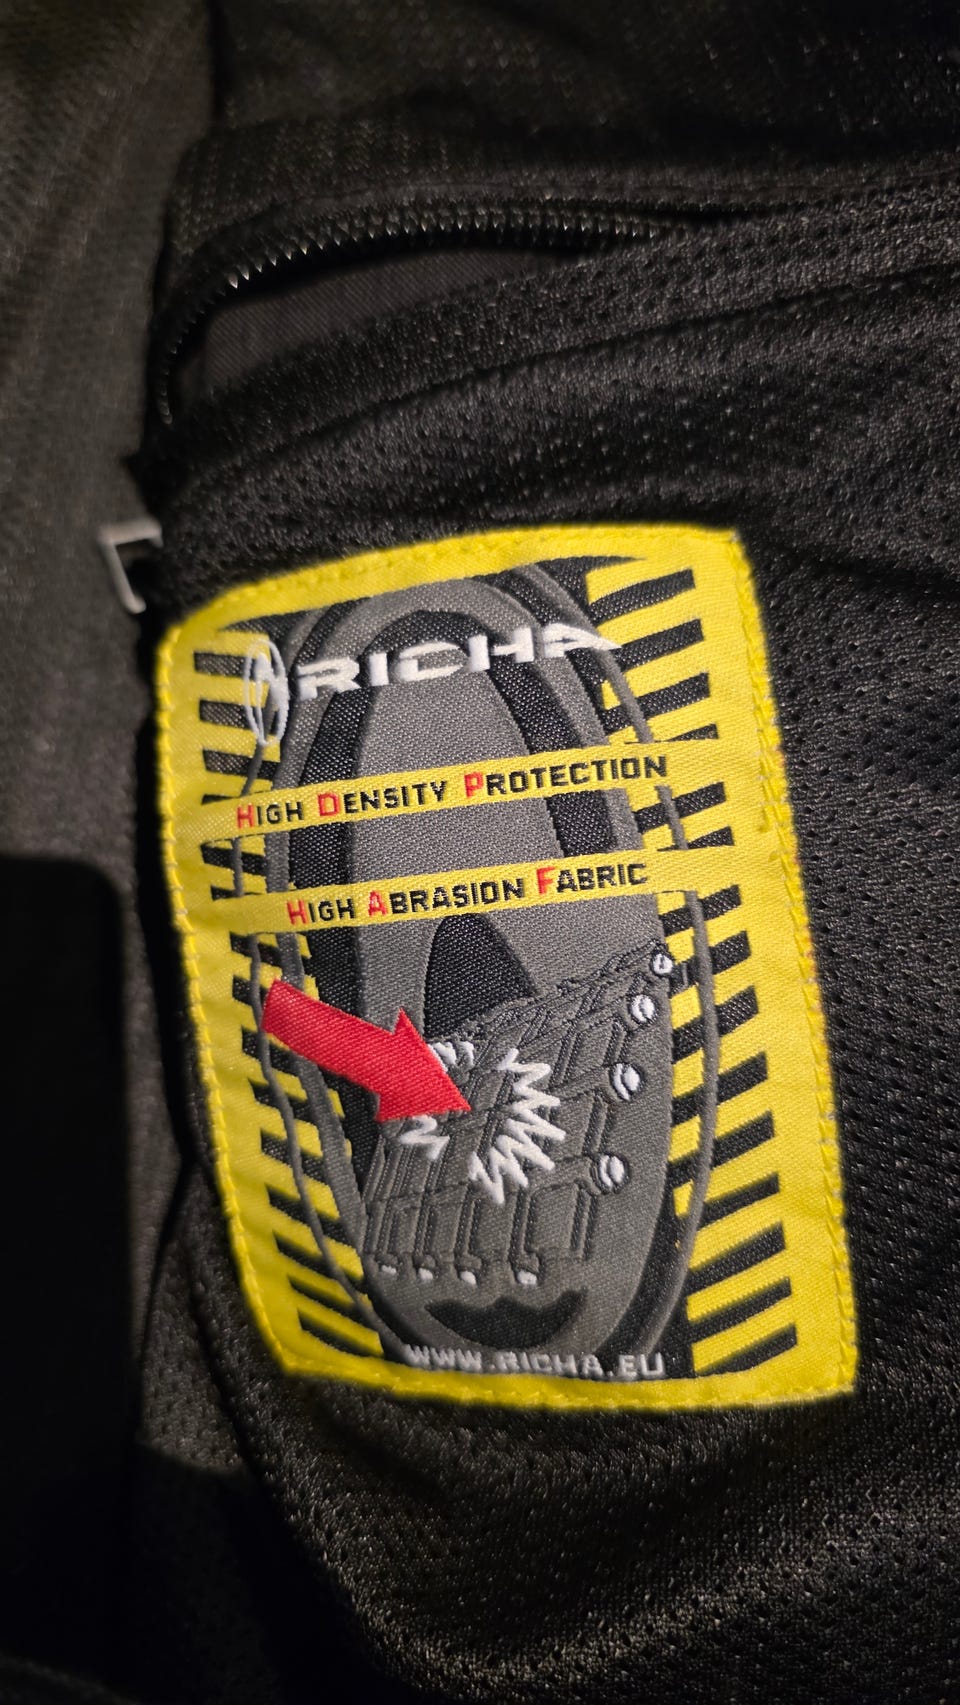 RICHA
HIGH DENSITY PROTECTION
HIGH ABRASION FABRIC
WWW.RICHA.EU